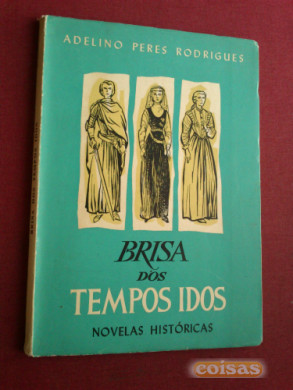 ADELINO PERES RODRIGUES
BRISA
DOS
TEMPOS IDOS
NOVELAS HISTÓRICAS
coisas